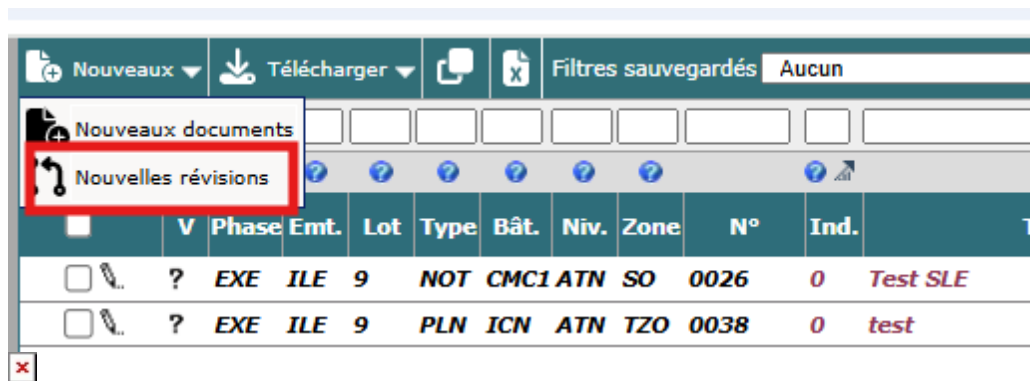 Nouveaux Télécharger Filtres sauvegardés Aucun
Nouveaux documents
Nouvelles révisions
V Phase Emt. Lot Type Bât. Niv. Zone N° Ind. T
? EXE ILE 9 NOT CMC1 ATN SO 0026 0 Test SLE
? EXE ILE 9 PLN ICN ATN TZO 0038 0 test